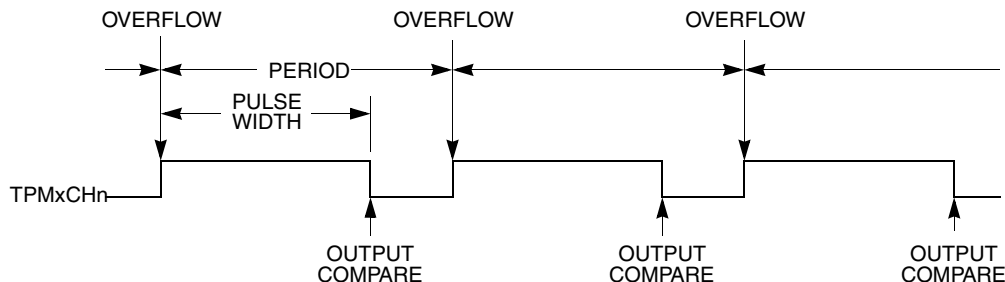 OVERFLOW OVERFLOW OVERFLOW
PERIOD
PULSE
WIDTH
TPMxCHn
OUTPUT
COMPARE
OUTPUT
COMPARE
OUTPUT
COMPARE